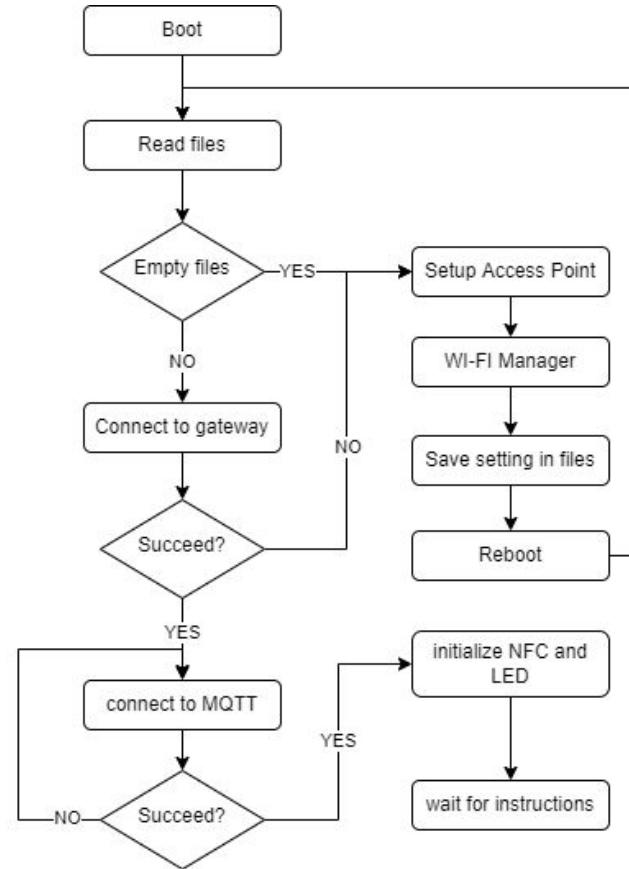 Boot
Read files
Empty files
YES
Setup Access Point
NO
WI-FI Manager
Connect to gateway
NO
Save setting in files
Succeed?
Reboot
YES
initialize NFC and
LED
connect to MQTT
YES
Succeed?
NO
wait for instructions